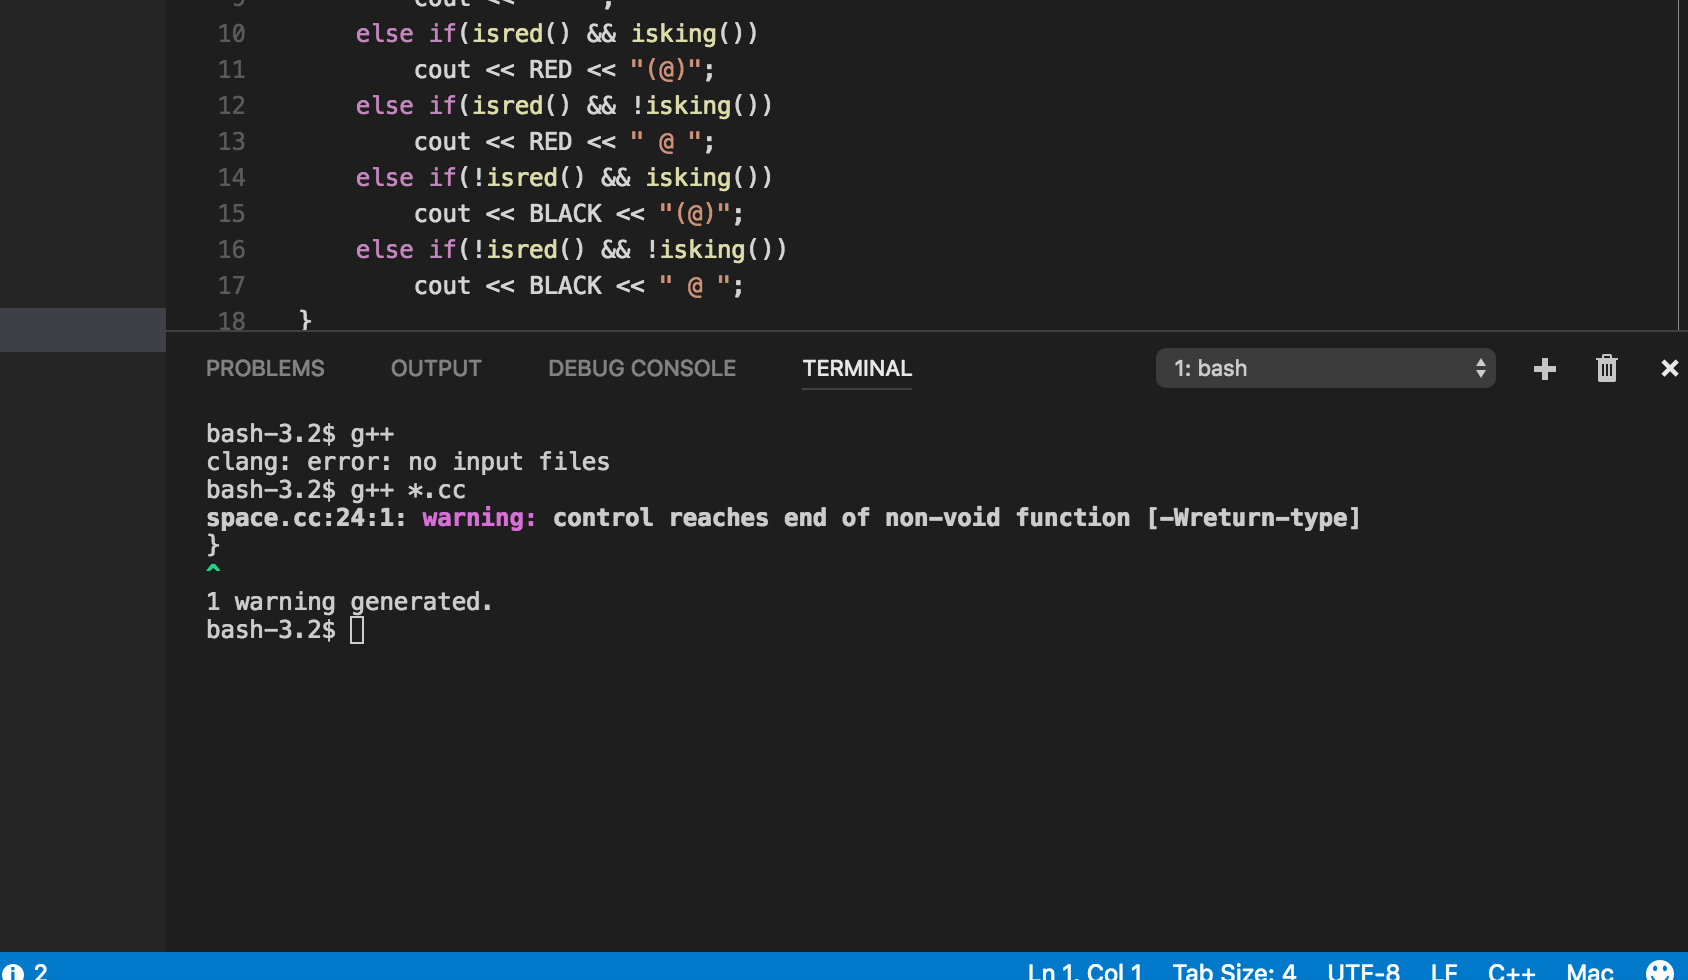 cout << ;
10 else if(isred() && isking())
11 cout << RED << "(@)";
12 else if(isred() && !isking())
13 cout << RED << " @ ";
14 else if(!isred() && isking())
15 cout << BLACK << "(@)";
16 else if(!isred() && !isking())
17 cout << BLACK << " @ ";
18 }
PROBLEMS OUTPUT DEBUG CONSOLE TERMINAL 1: bash
bash-3.2$ g++
clang: error: no input files
bash-3.2$ g++ *.cc
space.cc:24:1: warning: control reaches end of non-void function [-Wreturn-type]
}
^
1 warning generated.
bash-3.2$
2 Ln 1, Col 1 Tab Size: 4 UTF-8 LF C++ Mac